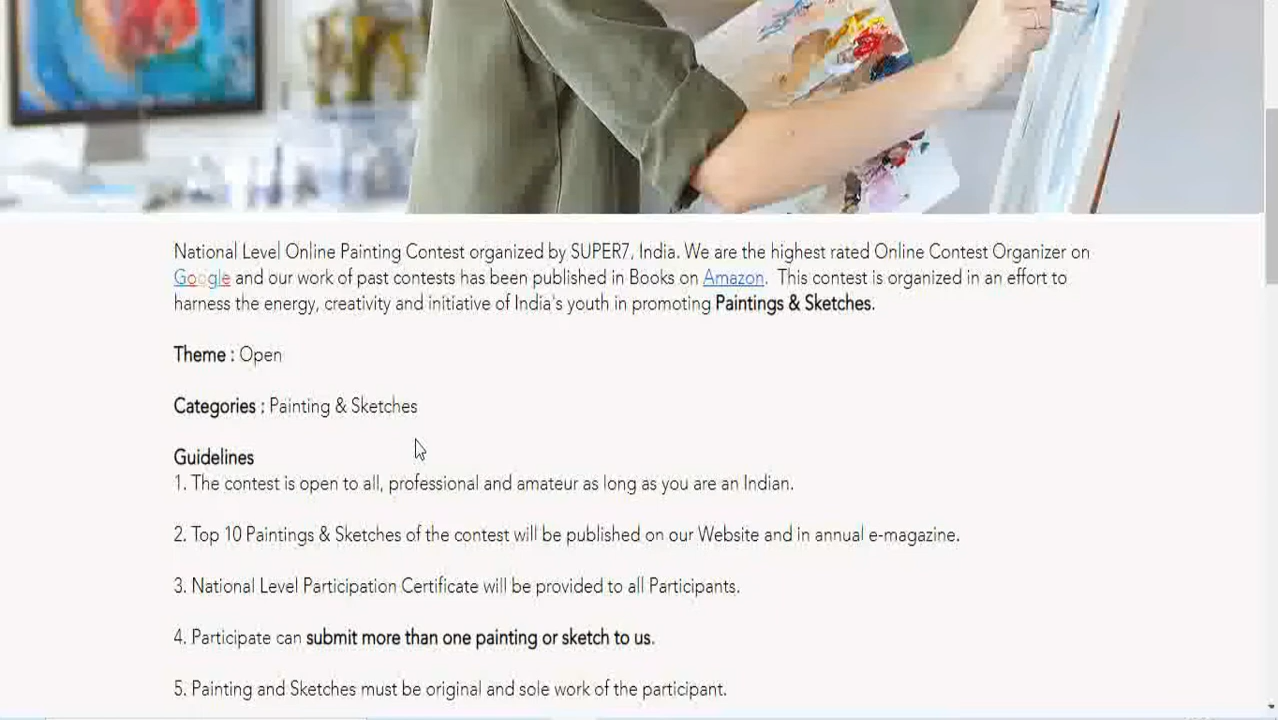 National Level Online Painting Contest organized by SUPER7, India. We are the highest rated Online Contest Organizer on
Google and our work of past contests has been published in Books on Amazon. This contest is organized in an effort to
harness the energy, creativity and initiative of India's youth in promoting Paintings & Sketches.
Theme : Open
Categories : Painting & Sketches
Guidelines
1. The contest is open to all, professional and amateur as long as you are an Indian.
2. Top 10 Paintings & Sketches of the contest will be published on our Website and in annual e-magazine.
3. National Level Participation Certificate will be provided to all Participants.
4. Participate can submit more than one painting or sketch to us.
5. Painting and Sketches must be original and sole work of the participant.